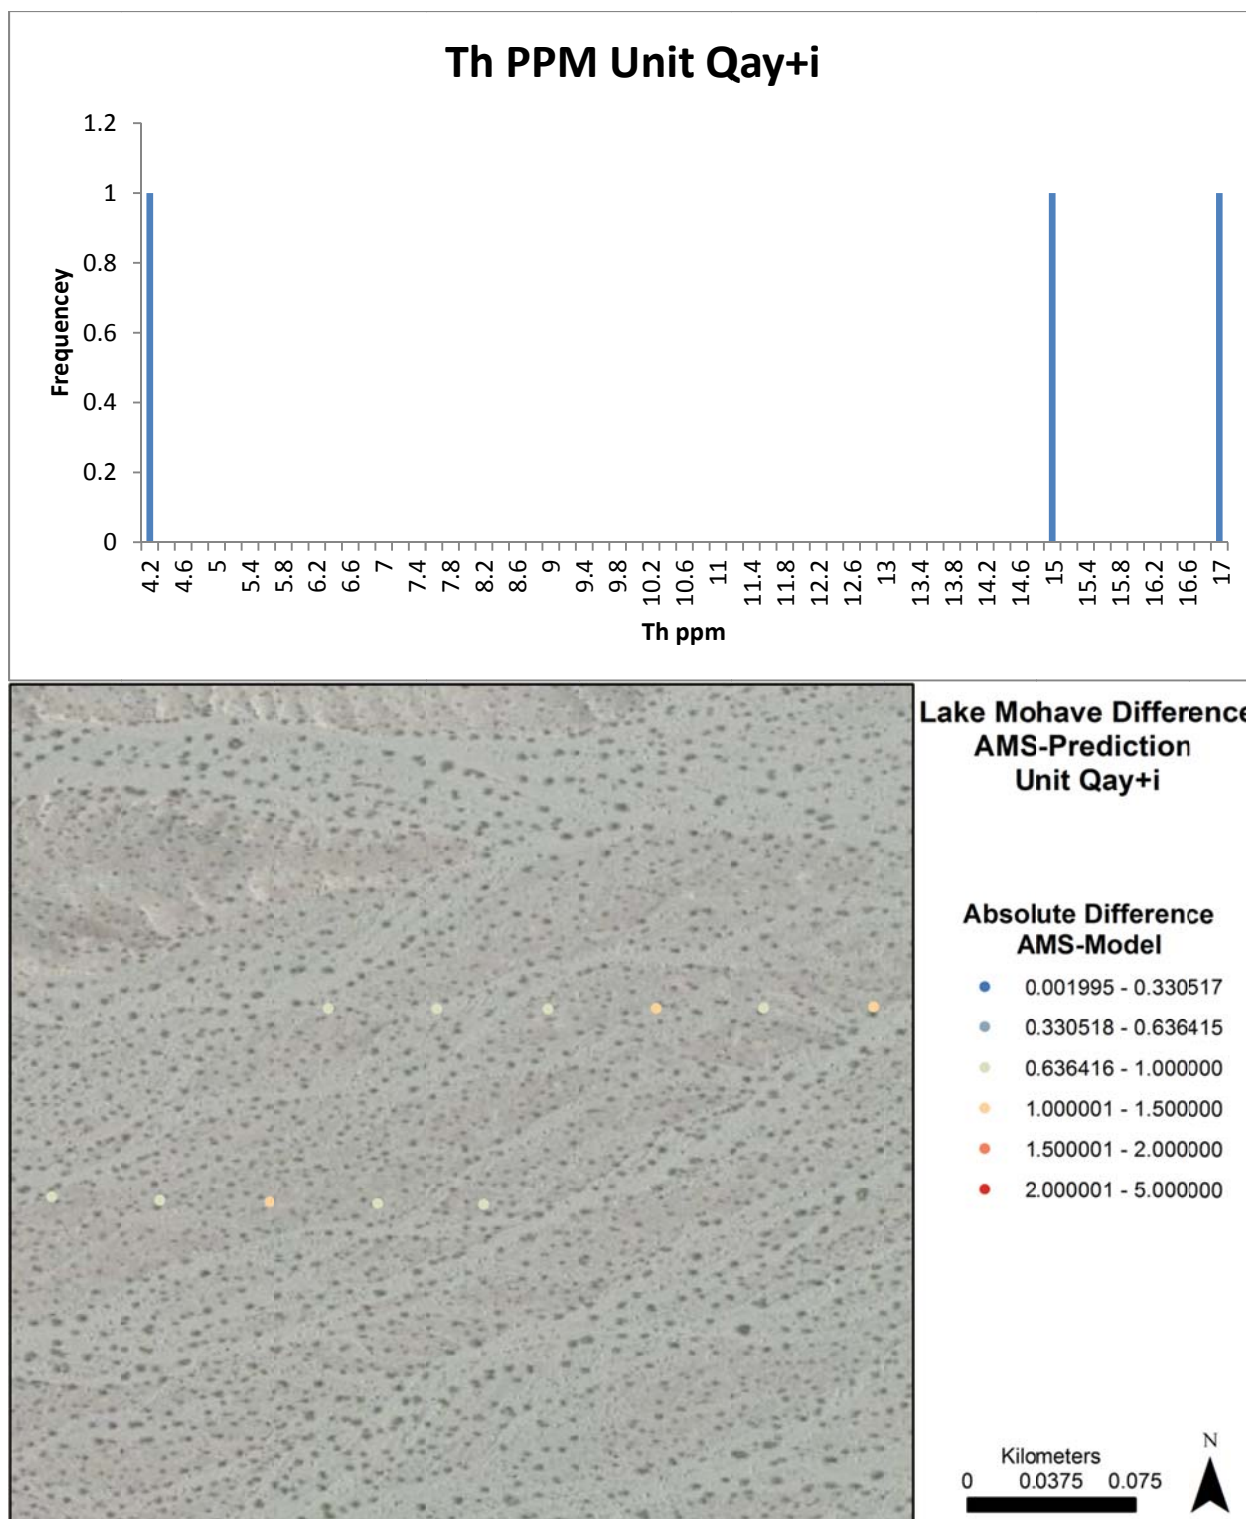 Th PPM Unit Qay+i
1.2
1
0.8
0.6
0.4
0.2
0
Frequencey
4.2 4.6 5 5.4 5.8 6.2 6.6 7 7.4 7.8 8.2 8.6 9 9.4 9.8 10.2 10.6 11 11.4 11.8 12.2 12.6 13 13.4 13.8 14.2 14.6 15 15.4 15.8 16.2 16.6 17
Th ppm
Lake Mohave Difference
AMS-Prediction
Unit Qay+i
Absolute Difference
AMS-Model
0.001995 - 0.330517
0.330518 - 0.636415
0.636416 - 1.000000
1.000001 - 1.500000
1.500001 - 2.000000
2.000001 - 5.000000
N
Kilometers
0 0.0375 0.075